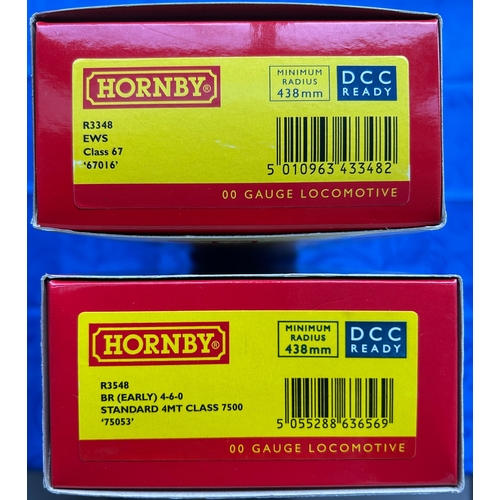 HORNBY®
MINIMUM
RADIUS
438mm
DCC
READY
R3348
EWS
Class 67
'67016'
5 010963 433482
00 GAUGE LOCOMOTIVE
HORNBY®
MINIMUM
RADIUS
438mm
DCC
READY
R3548
BR (EARLY) 4-6-0
STANDARD 4MT CLASS 7500
'75053'
5 055288 636569
00 GAUGE LOCOMOTIVE